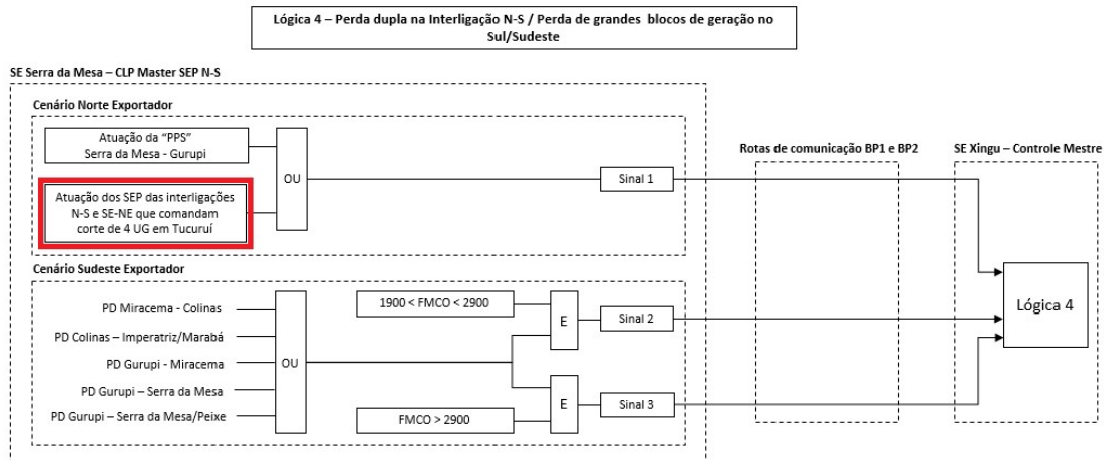 Lógica 4 – Perda dupla na Interligação N-S / Perda de grandes blocos de geração no
Sul/Sudeste
SE Serra da Mesa – CLP Master SEP N-S
Cenário Norte Exportador
Atuação da “PPS”
Serra da Mesa - Gurupi
OU
Sinal 1
Atuação dos SEP das interligações
N-S e SE-NE que comandam
corte de 4 UG em Tucuruí
Rotas de comunicação BP1 e BP2
SE Xingu – Controle Mestre
Cenário Sudeste Exportador
PD Miracema - Colinas
PD Colinas – Imperatriz/Marabá
PD Gurupi - Miracema
PD Gurupi – Serra da Mesa
PD Gurupi – Serra da Mesa/Peixe
OU
1900 < FMCO < 2900
E
Sinal 2
FMCO > 2900
E
Sinal 3
Lógica 4